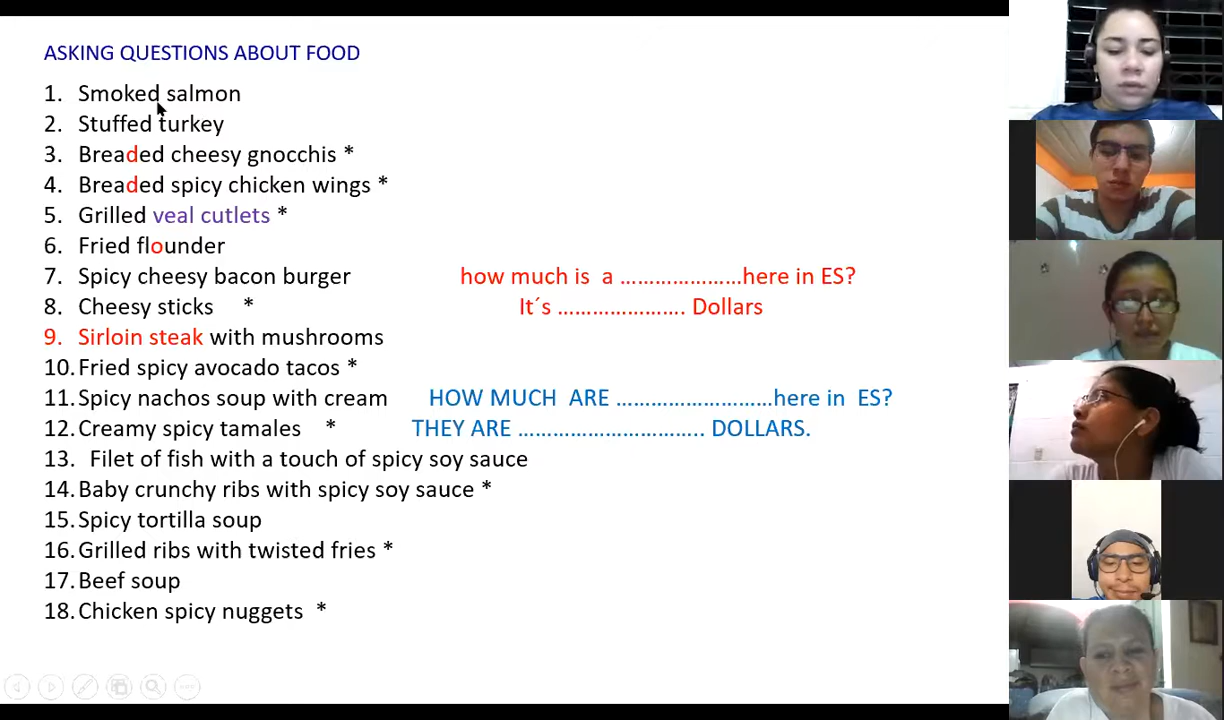 ASKING QUESTIONS ABOUT FOOD
1. Smoked salmon
2. Stuffed turkey
3. Breaded cheesy gnocchis *
4. Breaded spicy chicken wings *
5. Grilled veal cutlets *
6. Fried flounder
7. Spicy cheesy bacon burger how much is a …………………here in ES?
8. Cheesy sticks * It´s …………………. Dollars
9. Sirloin steak with mushrooms
10. Fried spicy avocado tacos *
11. Spicy nachos soup with cream HOW MUCH ARE ………………………here in ES?
12. Creamy spicy tamales * THEY ARE ……………………….. DOLLARS.
13. Filet of fish with a touch of spicy soy sauce
14. Baby crunchy ribs with spicy soy sauce *
15. Spicy tortilla soup
16. Grilled ribs with twisted fries *
17. Beef soup
18. Chicken spicy nuggets *